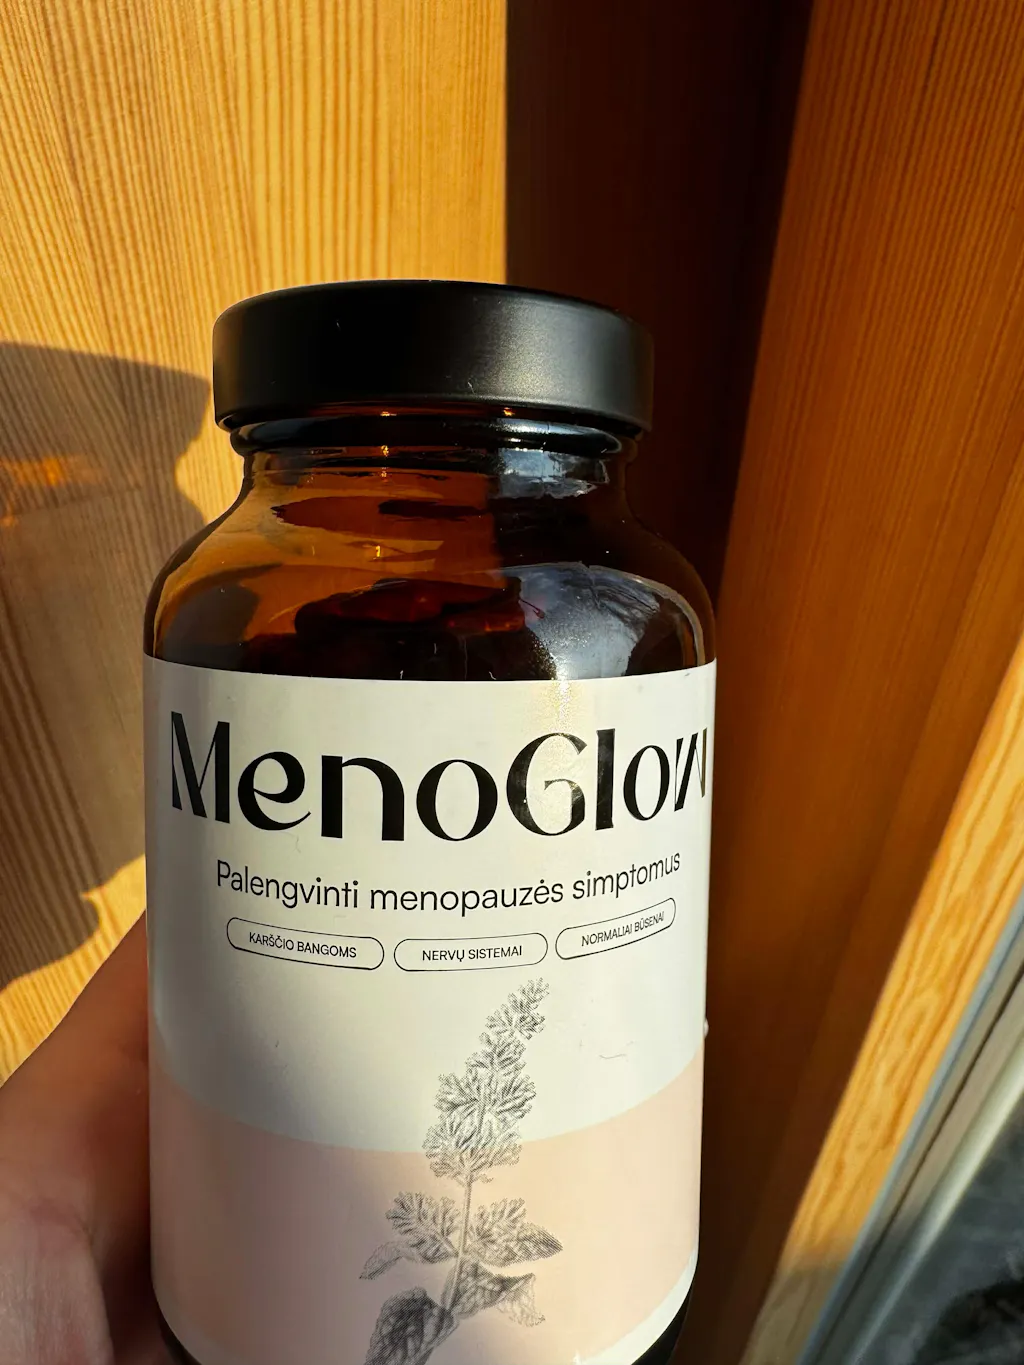 MenoGlow
Palengvinti menopauzės simptomus
KARŠČIO BANGOMS
NERVŲ SISTEMAI
NORMALIAI BŪSENAI